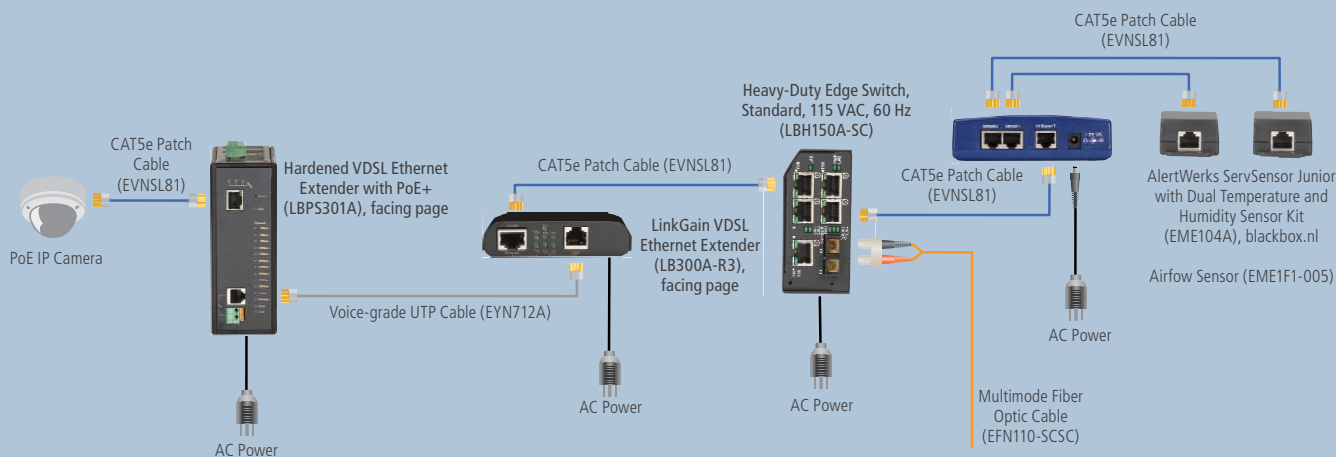 CAT5e Patch
Cable
(EVNSL81)
PoE IP Camera
Hardened VDSL Ethernet
Extender with PoE+
(LBPS301A), facing page
AC Power
Voice-grade UTP Cable (EYN712A)
CAT5e Patch Cable (EVNSL81)
LinkGain VDSL
Ethernet Extender
(LB300A-R3),
facing page
AC Power
Heavy-Duty Edge Switch,
Standard, 115 VAC, 60 Hz
(LBH150A-SC)
AC Power
CAT5e Patch Cable
(EVNSL81)
Multimode Fiber
Optic Cable
(EFN110-SCSC)
CAT5e Patch Cable
(EVNSL81)
AC Power
AlertWerks ServSensor Junior
with Dual Temperature and
Humidity Sensor Kit
(EME104A), blackbox.nl
Airfow Sensor (EME1F1-005)